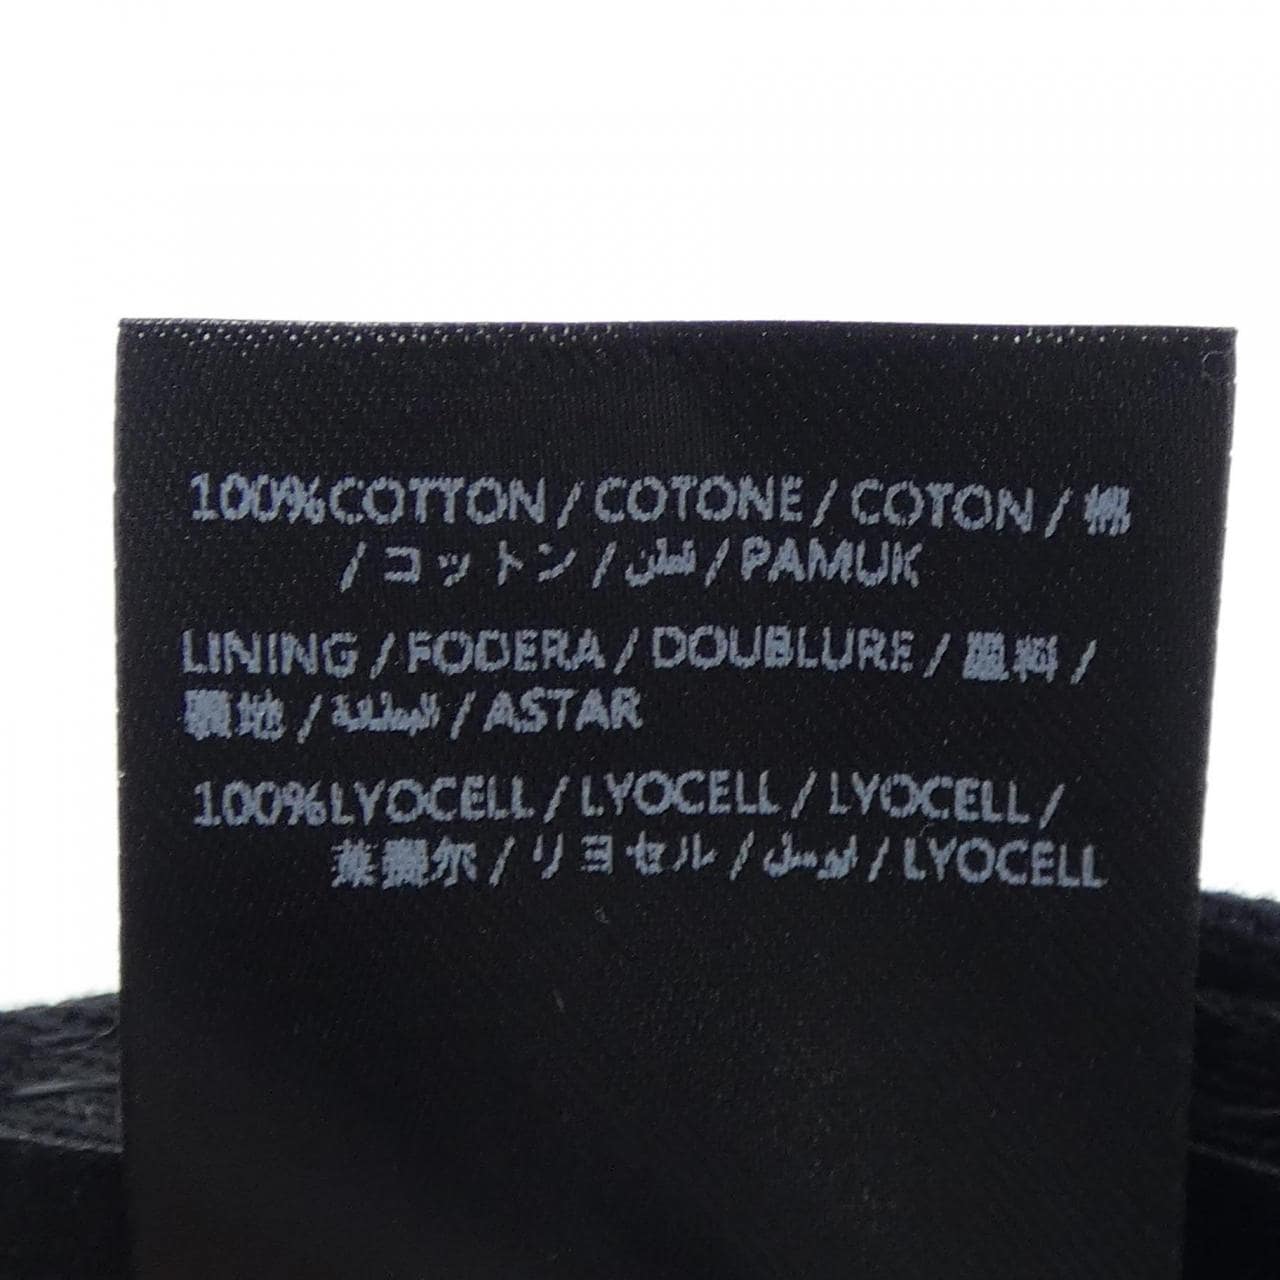 100%COTTON / COTONE / COTON / 棉
/ コットン / قطن / PAMUK
LINING / FODERA / DOUBLURE / 里料 /
裏地 / البطانة / ASTAR
100%LYOCELL / LYOCELL / LYOCELL /
莱赛尔 / リヨセル / ليوسيل / LYOCELL